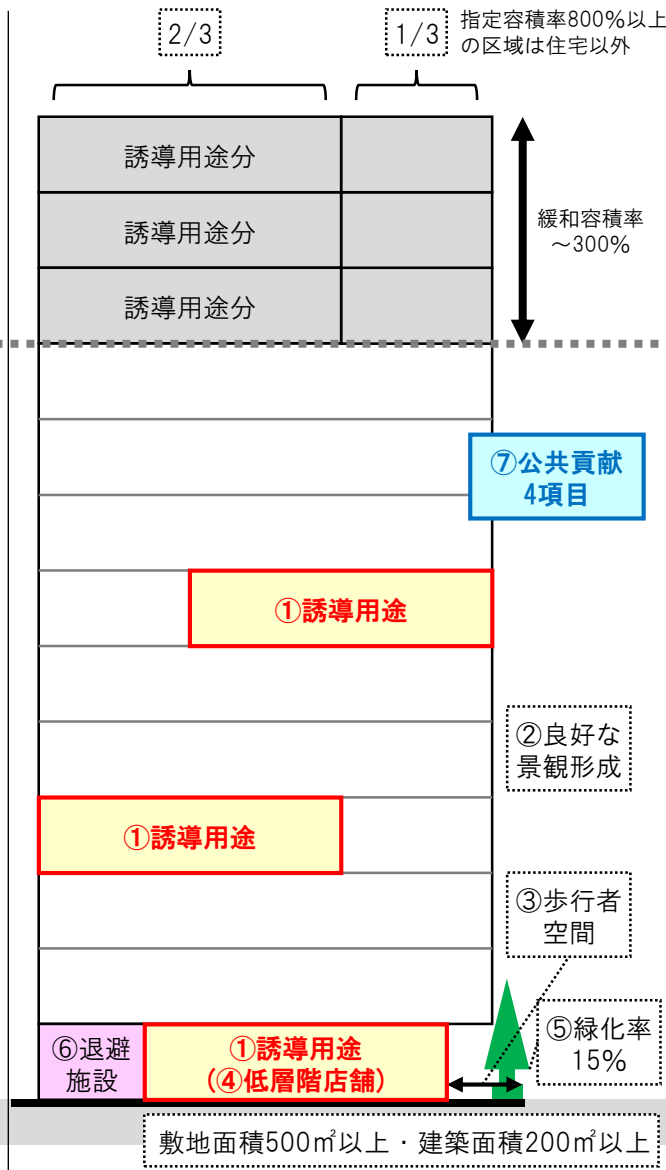 2/3
1/3
指定容積率800%以上
の区域は住宅以外
誘導用途分
誘導用途分
誘導用途分
緩和容積率
～300%
⑦公共貢献
4項目
①誘導用途
②良好な
景観形成
①誘導用途
③歩行者
空間
⑥退避
施設
①誘導用途
(④低層階店舗)
⑤緑化率
15%
敷地面積500㎡以上・建築面積200㎡以上